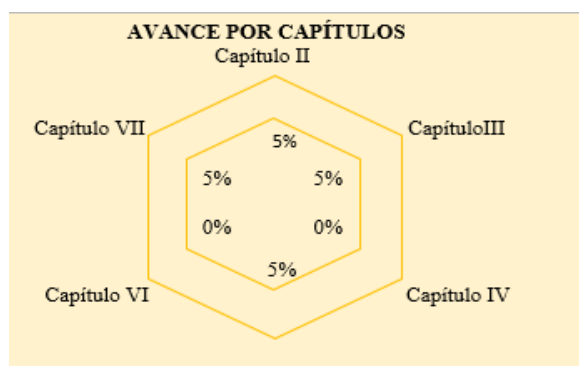 AVANCE POR CAPÍTULOS
Capítulo II
Capítulo VII
CapítuloIII
5%
5%
5%
0%
0%
5%
Capítulo VI
Capítulo IV